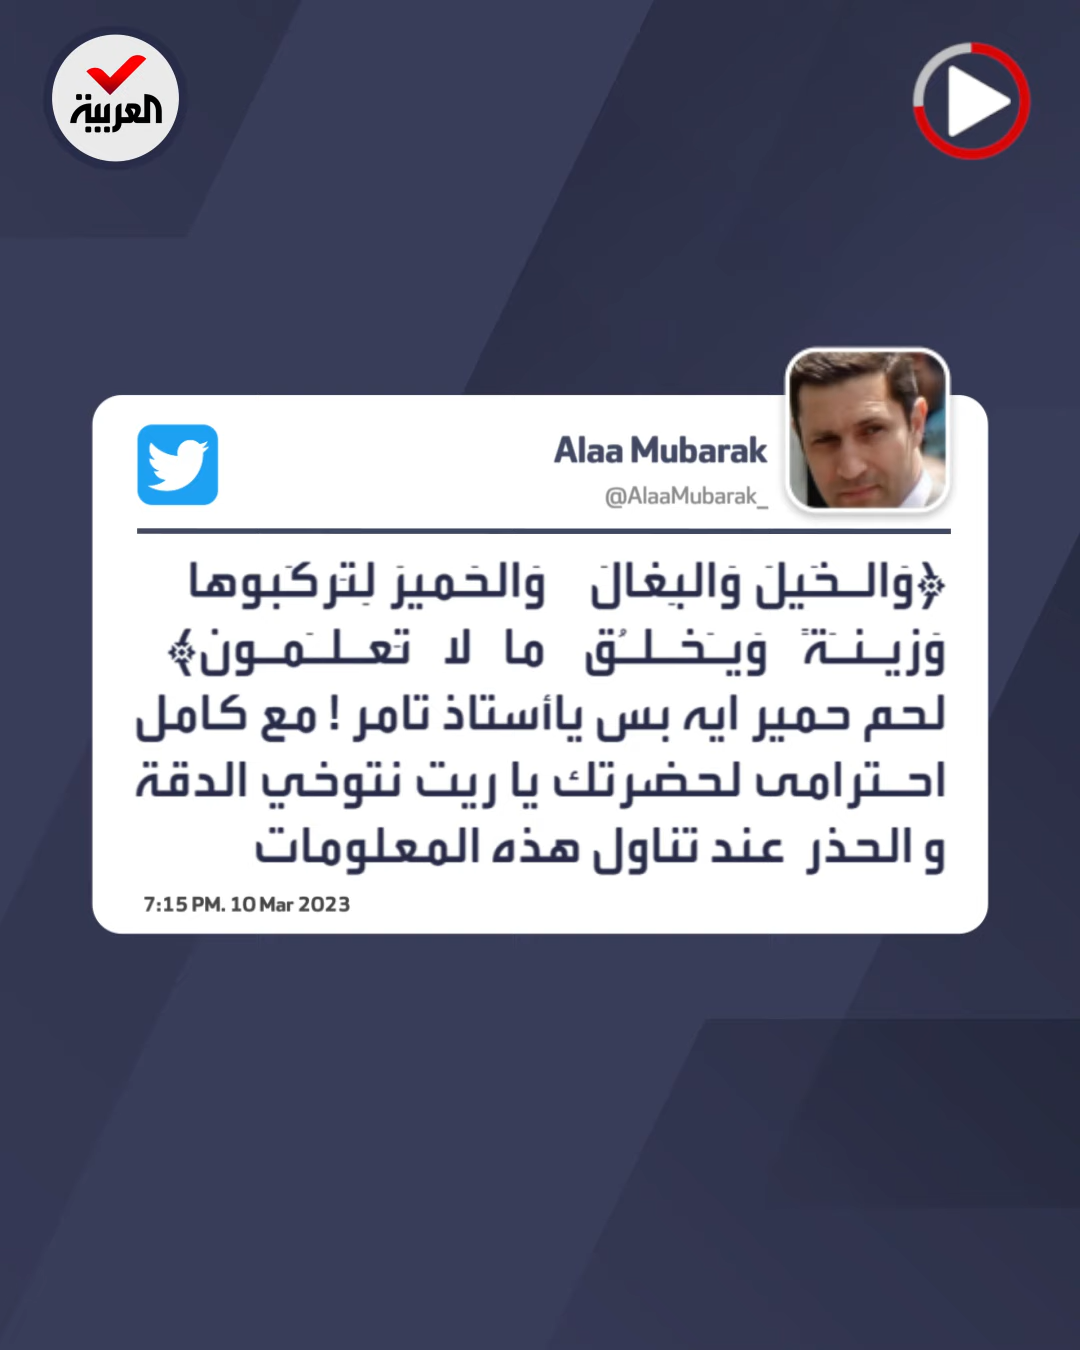 العربية
Alaa Mubarak
@AlaaMubarak_
﴿وَالخَيلَ وَالبِغالَ وَالحَميرَ لِتَركَبوها
وَزينَةً وَيَخلُق ما لا تَعلَمون﴾
لحم حمير ايه بس ياأستاذ تامر ! مع كامل
احترامى لحضرتك يا ريت نتوخي الدقة
و الحذر عند تناول هذه المعلومات
7:15 PM. 10 Mar 2023